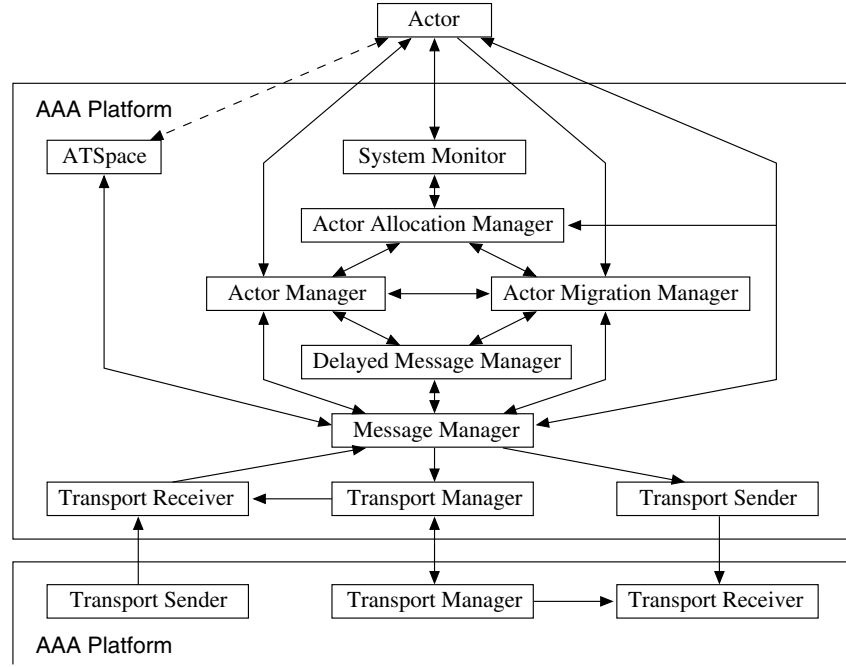 Actor
AAA Platform
ATSpace
System Monitor
Actor Allocation Manager
Actor Manager
Actor Migration Manager
Delayed Message Manager
Message Manager
Transport Receiver
Transport Manager
Transport Sender
Transport Sender
Transport Manager
Transport Receiver
AAA Platform